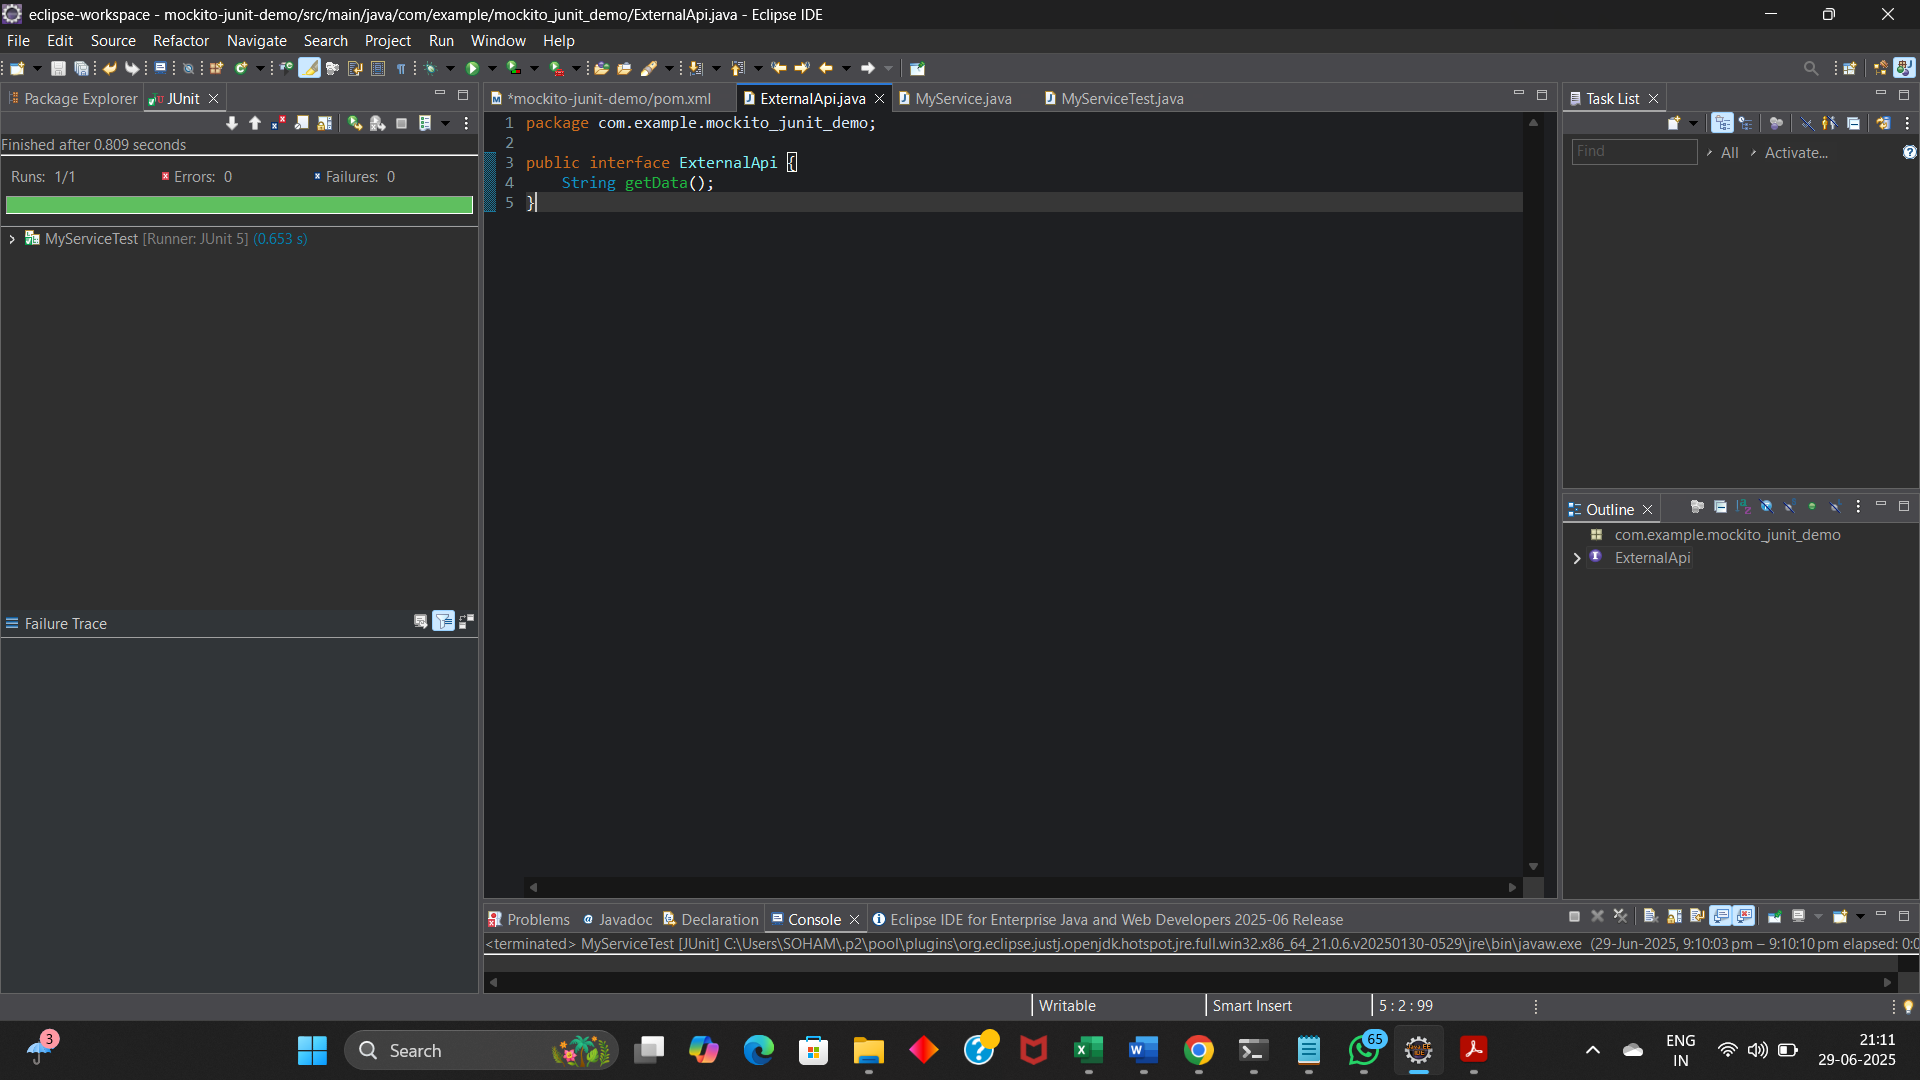 eclipse-workspace - mockito-junit-demo/src/main/java/com/example/mockito_junit_demo/ExternalApi.java - Eclipse IDE
File Edit Source Refactor Navigate Search Project Run Window Help
Package Explorer JUnit
Finished after 0.809 seconds
Runs: 1/1 Errors: 0 Failures: 0
MyServiceTest [Runner: JUnit 5] (0.653 s)
Failure Trace
*mockito-junit-demo/pom.xml ExternalApi.java MyService.java MyServiceTest.java
1 package com.example.mockito_junit_demo;
2
3 public interface ExternalApi {
4 String getData();
5 }
Task List
Find All Activate...
Outline
com.example.mockito_junit_demo
ExternalApi
Problems Javadoc Declaration Console Eclipse IDE for Enterprise Java and Web Developers 2025-06 Release
<terminated> MyServiceTest [JUnit] C:\Users\SOHAM\.p2\pool\plugins\org.eclipse.justj.openjdk.hotspot.jre.full.win32.x86_64_21.0.6.v20250130-0529\jre\bin\javaw.exe (29-Jun-2025, 9:10:03 pm – 9:10:10 pm elapsed: 0:0
Writable Smart Insert 5 : 2 : 99
3
Search
65
ENG
IN
21:11
29-06-2025